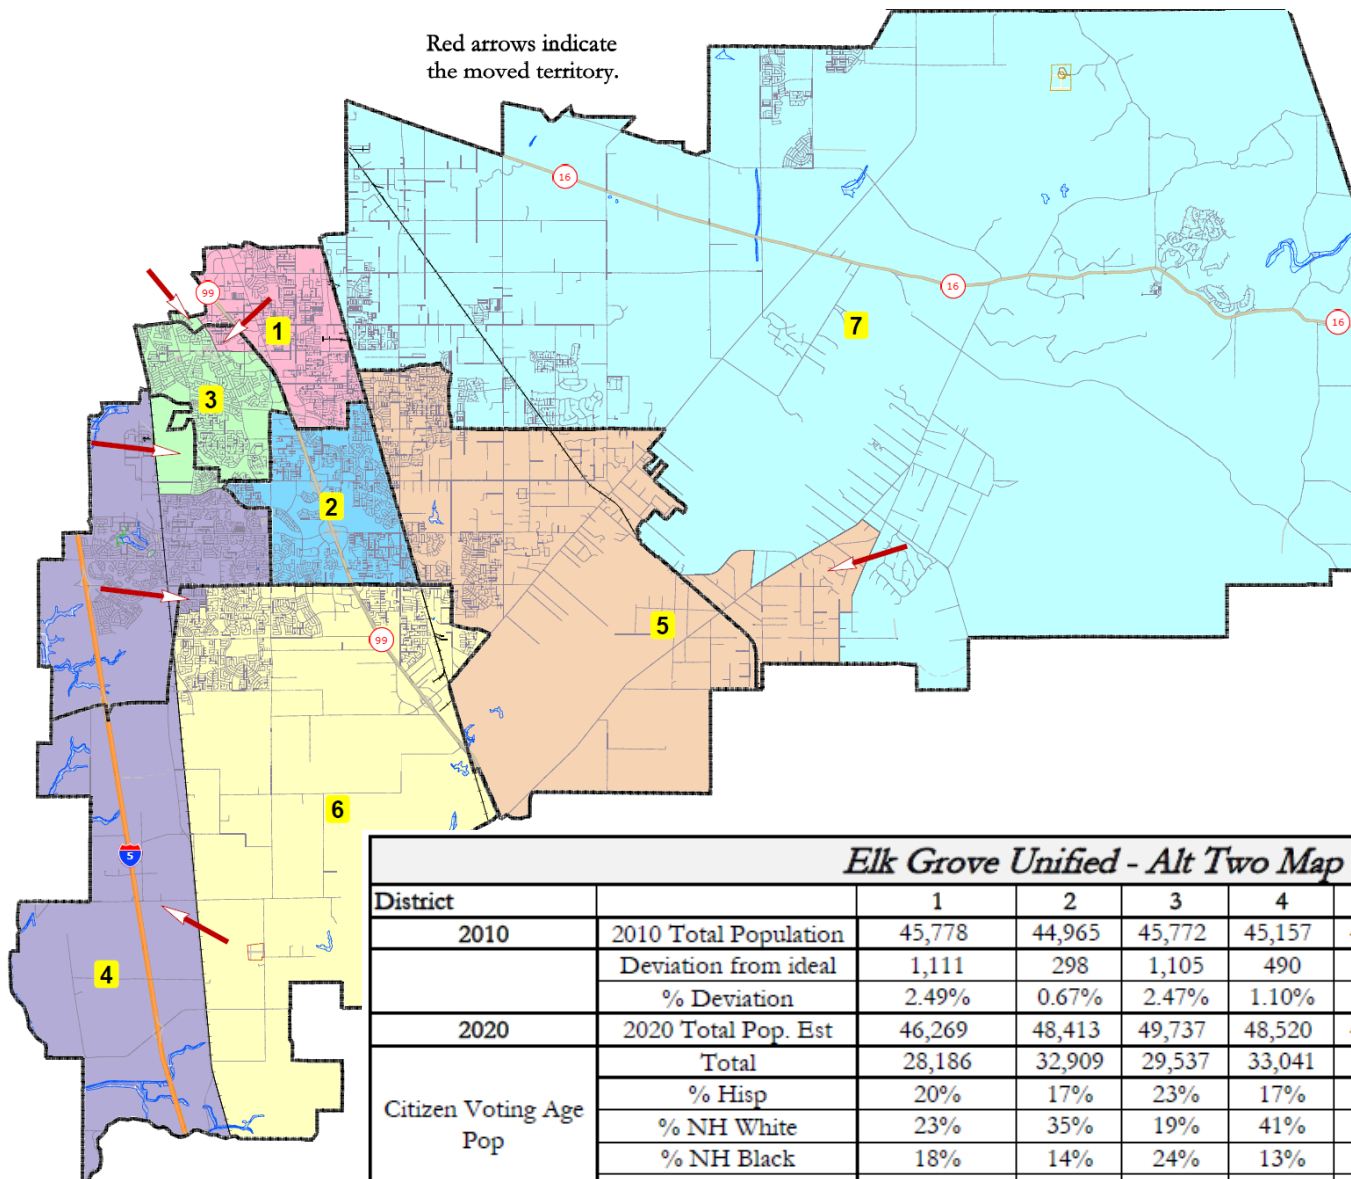 Red arrows indicate
the moved territory.
16
16
7
99
1
16
3
2
5
99
6
5
4
Elk Grove Unified - Alt Two Map
District 1 2 3 4
2010 2010 Total Population 45,778 44,965 45,772 45,157
Deviation from ideal 1,111 298 1,105 490
% Deviation 2.49% 0.67% 2.47% 1.10%
2020 2020 Total Pop. Est 46,269 48,413 49,737 48,520
Citizen Voting Age
Pop
Total 28,186 32,909 29,537 33,041
% Hisp 20% 17% 23% 17%
% NH White 23% 35% 19% 41%
% NH Black 18% 14% 24% 13%